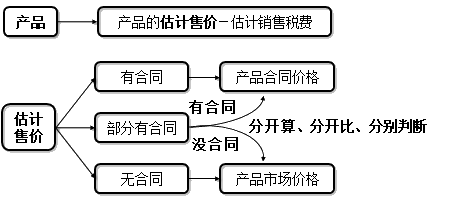 产品
产品的估计售价－估计销售税费
有合同
产品合同价格
有合同
估计
售价
部分有合同
分开算、分开比、分别判断
没合同
无合同
产品市场价格